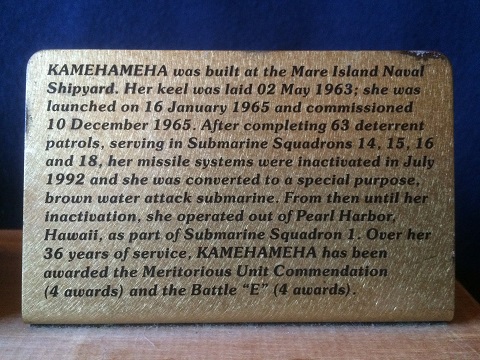 KAMEHAMEHA was built at the Mare Island Naval
Shipyard. Her keel was laid 02 May 1963; she was
launched on 16 January 1965 and commissioned
10 December 1965. After completing 63 deterrent
patrols, serving in Submarine Squadrons 14, 15, 16
and 18, her missile systems were inactivated in July
1992 and she was converted to a special purpose,
brown water attack submarine. From then until her
inactivation, she operated out of Pearl Harbor,
Hawaii, as part of Submarine Squadron 1. Over her
36 years of service, KAMEHAMEHA has been
awarded the Meritorious Unit Commendation
(4 awards) and the Battle “E” (4 awards).